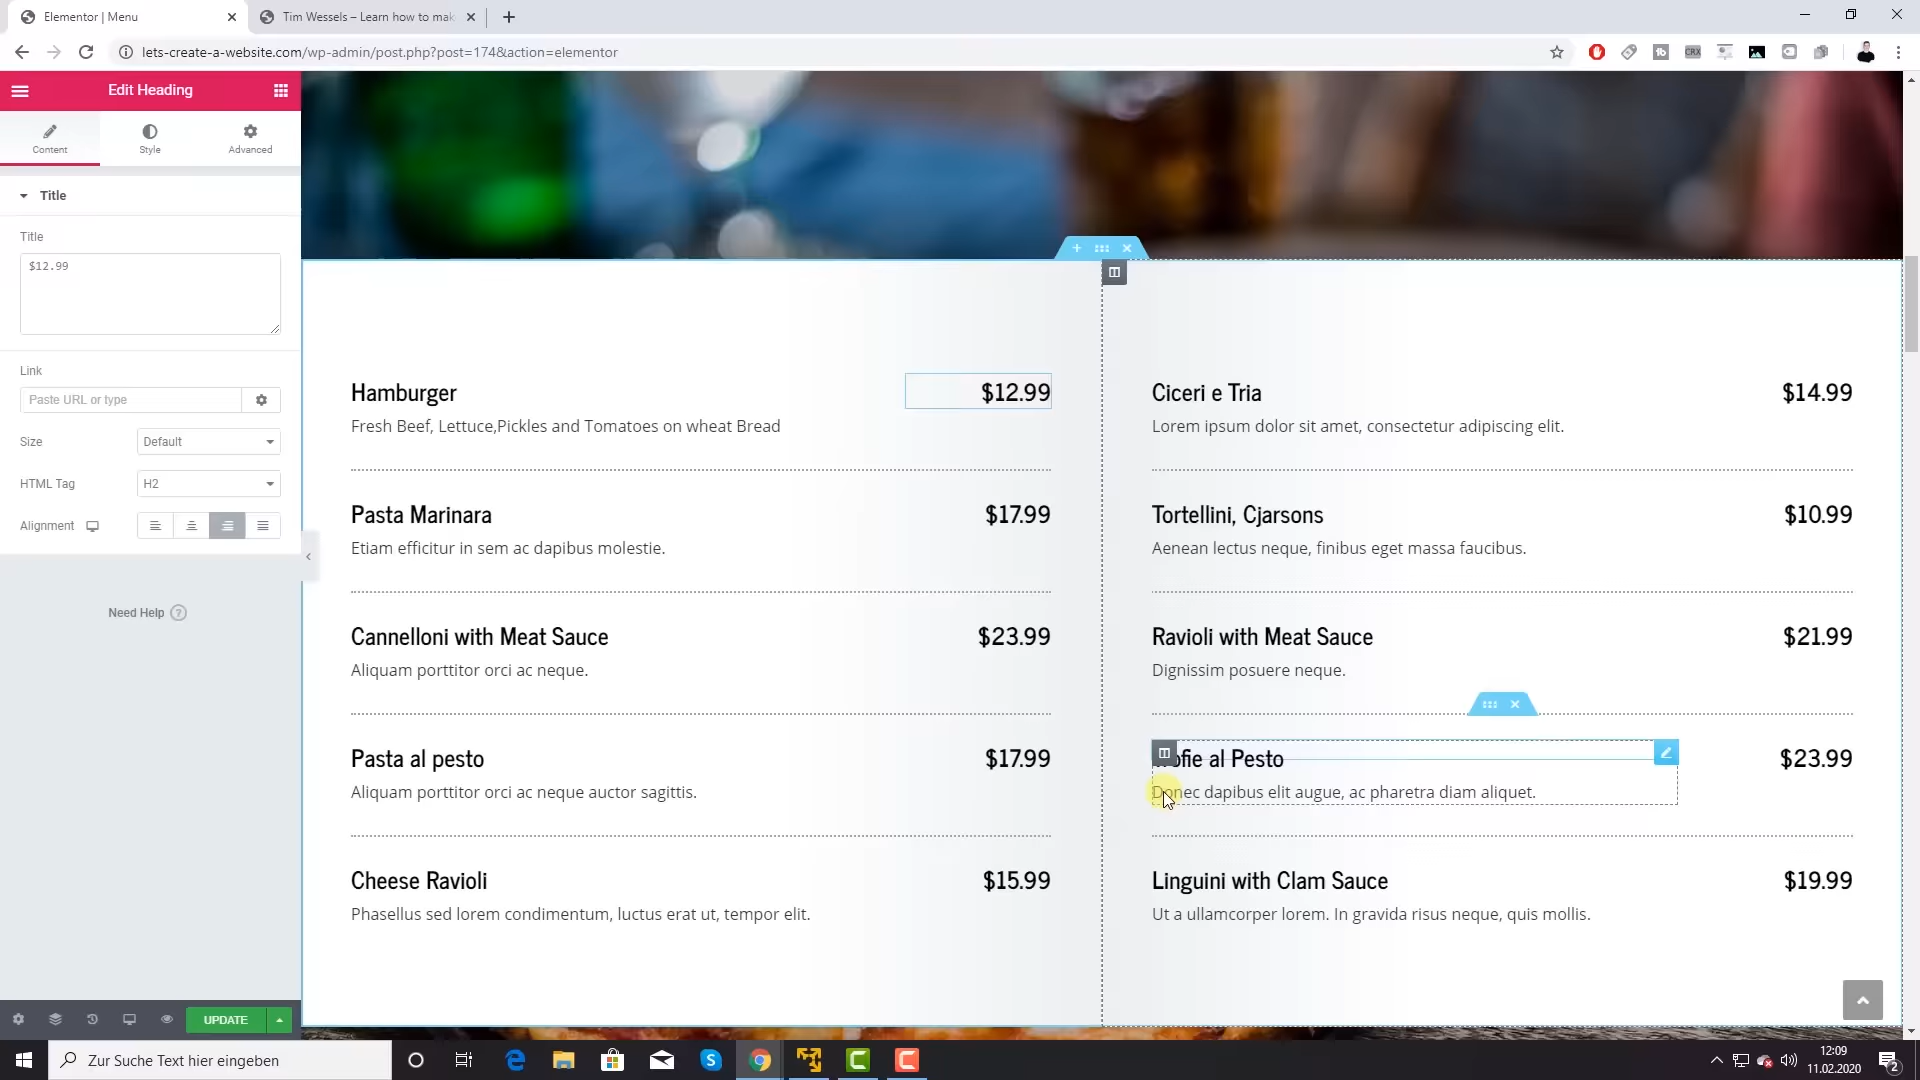 Elementor | Menu
Tim Wessels – Learn how to mak
lets-create-a-website.com/wp-admin/post.php?post=174&action=elementor
Edit Heading
Content
Style
Advanced
Title
Title
$12.99
Link
Paste URL or type
Size
Default
HTML Tag
H2
Alignment
Need Help ?
UPDATE
Hamburger
$12.99
Fresh Beef, Lettuce,Pickles and Tomatoes on wheat Bread
Pasta Marinara
$17.99
Etiam efficitur in sem ac dapibus molestie.
Cannelloni with Meat Sauce
$23.99
Aliquam porttitor orci ac neque.
Pasta al pesto
$17.99
Aliquam porttitor orci ac neque auctor sagittis.
Cheese Ravioli
$15.99
Phasellus sed lorem condimentum, luctus erat ut, tempor elit.
Ciceri e Tria
$14.99
Lorem ipsum dolor sit amet, consectetur adipiscing elit.
Tortellini, Cjarsons
$10.99
Aenean lectus neque, finibus eget massa faucibus.
Ravioli with Meat Sauce
$21.99
Dignissim posuere neque.
ofie al Pesto
$23.99
Donec dapibus elit augue, ac pharetra diam aliquet.
Linguini with Clam Sauce
$19.99
Ut a ullamcorper lorem. In gravida risus neque, quis mollis.
Zur Suche Text hier eingeben
12:09
11.02.2020
2